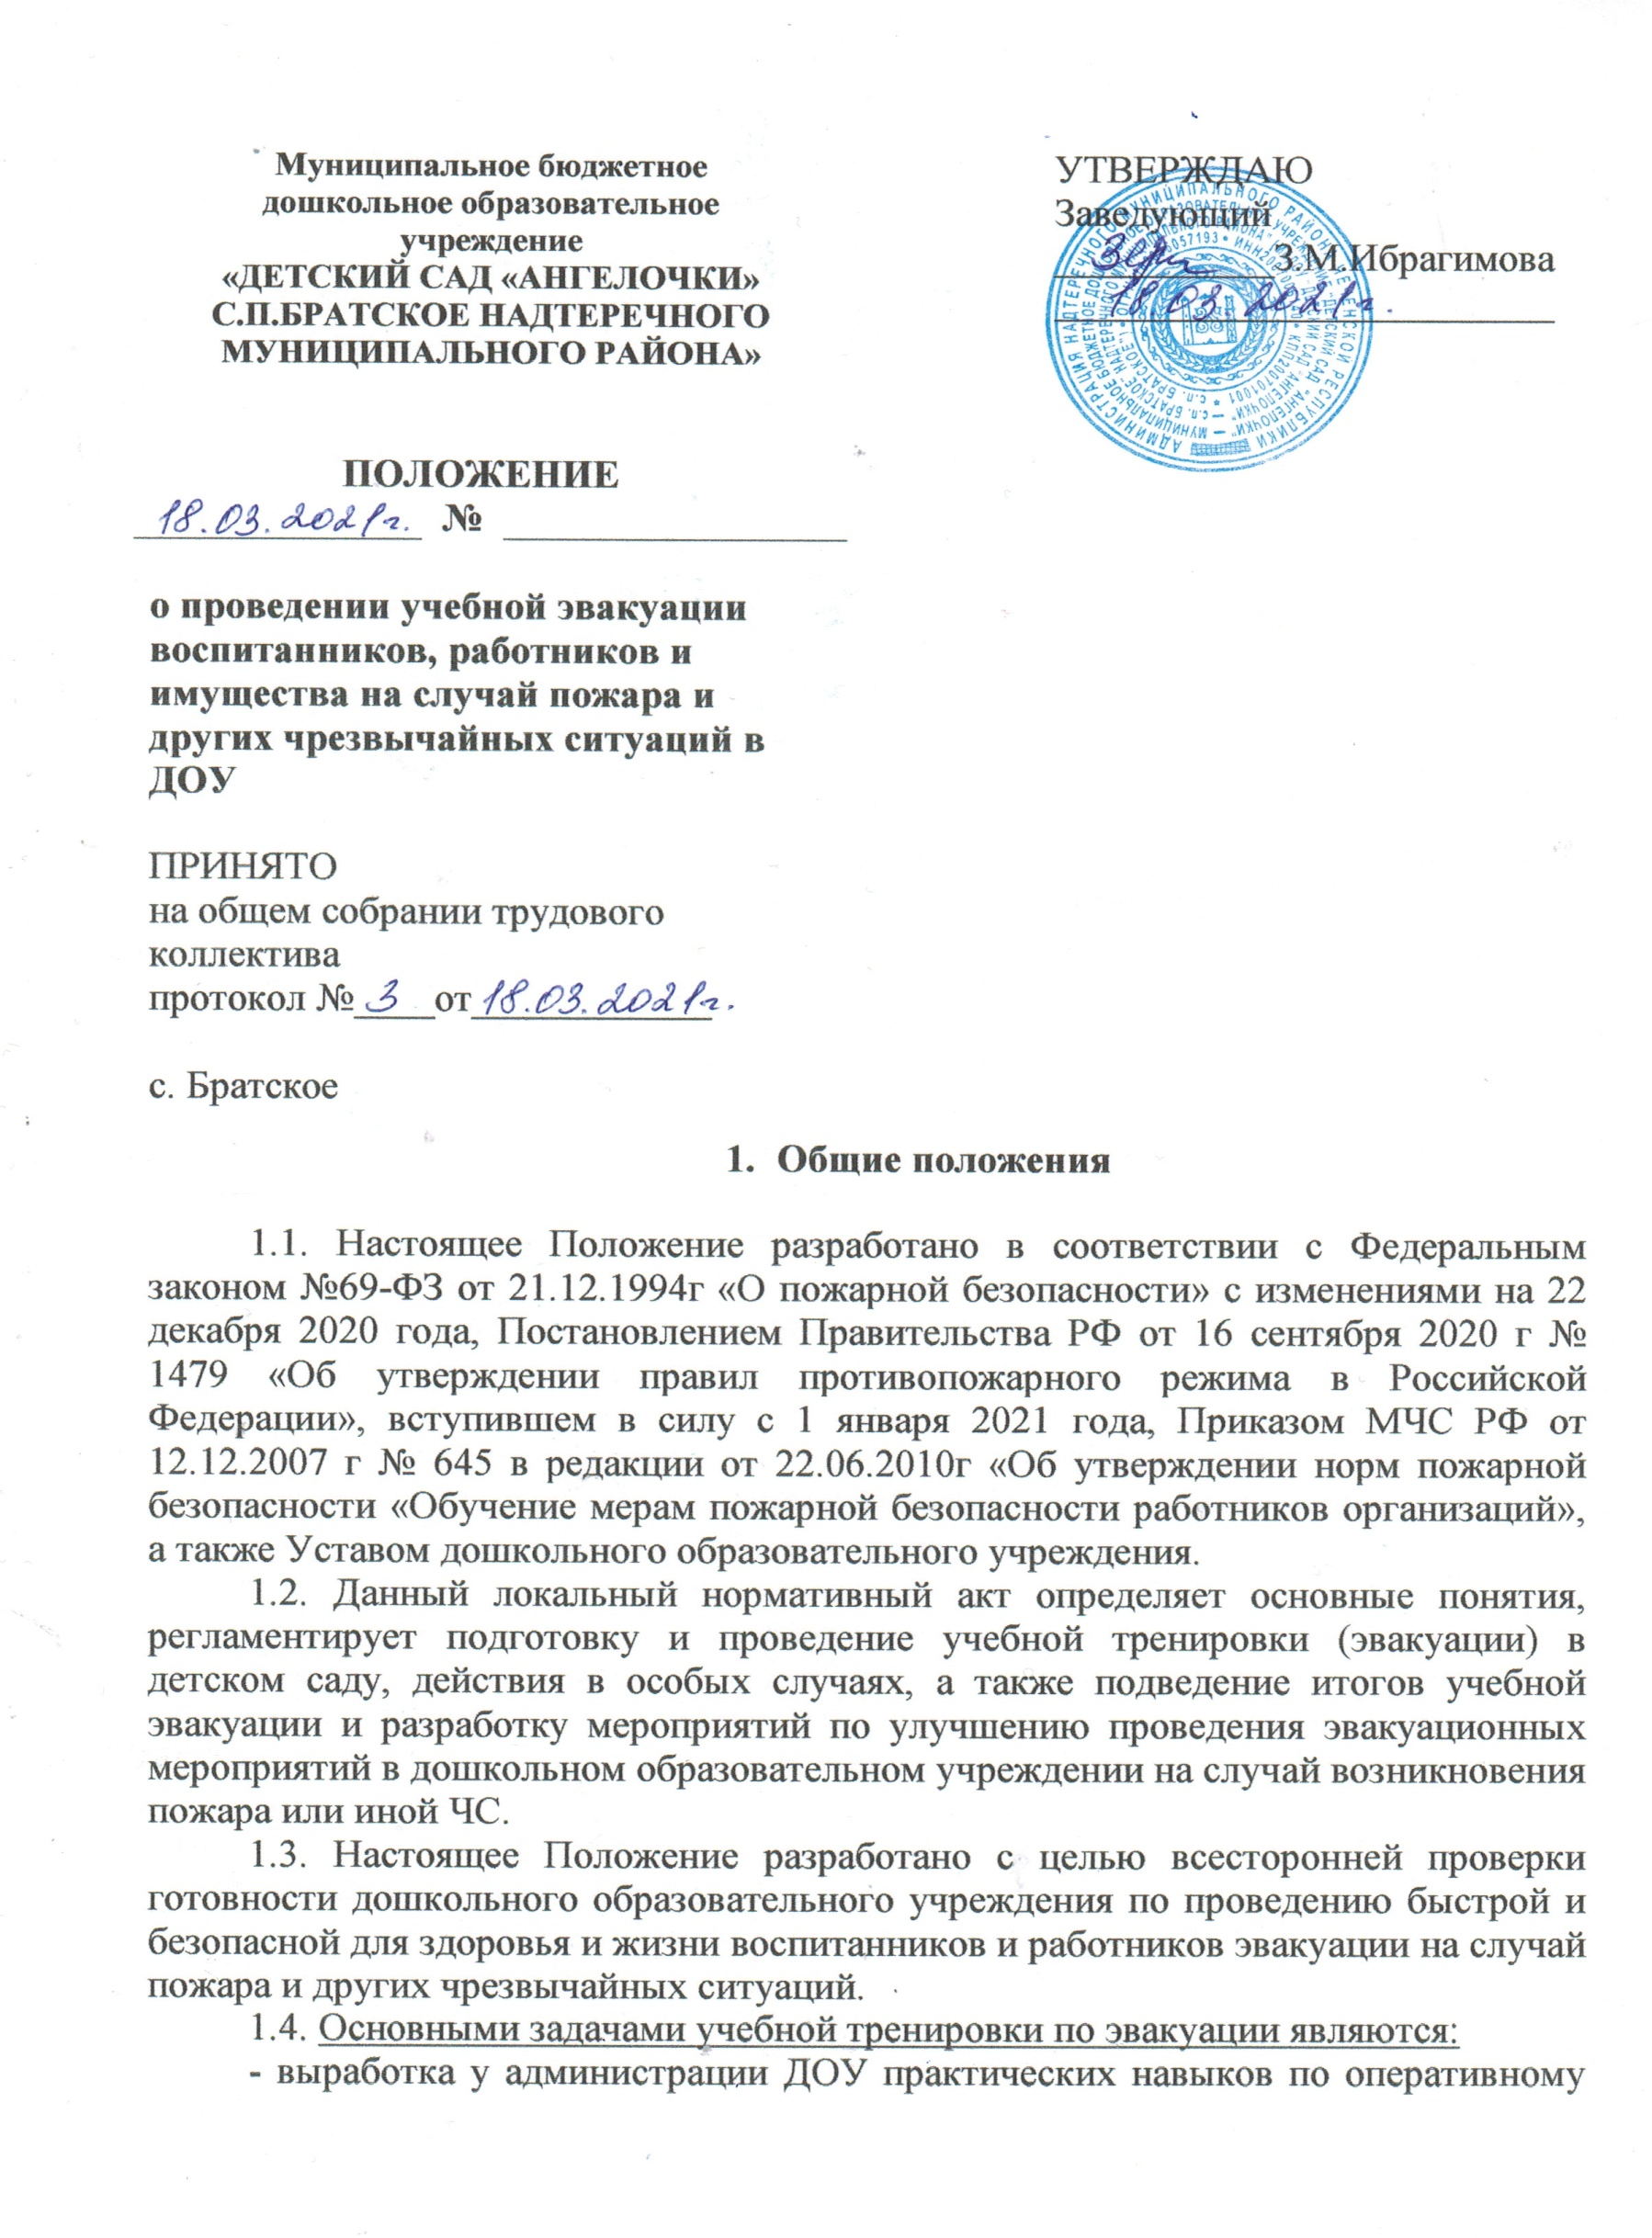 Муниципальное бюджетное
дошкольное образовательное
учреждение
«ДЕТСКИЙ САД «АНГЕЛОЧКИ»
С.П.БРАТСКОЕ НАДТЕРЕЧНОГО
МУНИЦИПАЛЬНОГО РАЙОНА»
УТВЕРЖДАЮ
Заведующий
З.М.Ибрагимова
18.03.2021г.
ПОЛОЖЕНИЕ
18.03.2021г. №
о проведении учебной эвакуации
воспитанников, работников и
имущества на случай пожара и
других чрезвычайных ситуаций в
ДОУ
ПРИНЯТО
на общем собрании трудового
коллектива
протокол № 3 от 18.03.2021г.
с. Братское
1. Общие положения
1.1. Настоящее Положение разработано в соответствии с Федеральным
законом №69-ФЗ от 21.12.1994г «О пожарной безопасности» с изменениями на 22
декабря 2020 года, Постановлением Правительства РФ от 16 сентября 2020 г №
1479 «Об утверждении правил противопожарного режима в Российской
Федерации», вступившем в силу с 1 января 2021 года, Приказом МЧС РФ от
12.12.2007 г № 645 в редакции от 22.06.2010г «Об утверждении норм пожарной
безопасности «Обучение мерам пожарной безопасности работников организаций»,
а также Уставом дошкольного образовательного учреждения.
1.2. Данный локальный нормативный акт определяет основные понятия,
регламентирует подготовку и проведение учебной тренировки (эвакуации) в
детском саду, действия в особых случаях, а также подведение итогов учебной
эвакуации и разработку мероприятий по улучшению проведения эвакуационных
мероприятий в дошкольном образовательном учреждении на случай возникновения
пожара или иной ЧС.
1.3. Настоящее Положение разработано с целью всесторонней проверки
готовности дошкольного образовательного учреждения по проведению быстрой и
безопасной для здоровья и жизни воспитанников и работников эвакуации на случай
пожара и других чрезвычайных ситуаций.
1.4. Основными задачами учебной тренировки по эвакуации являются:
- выработка у администрации ДОУ практических навыков по оперативному